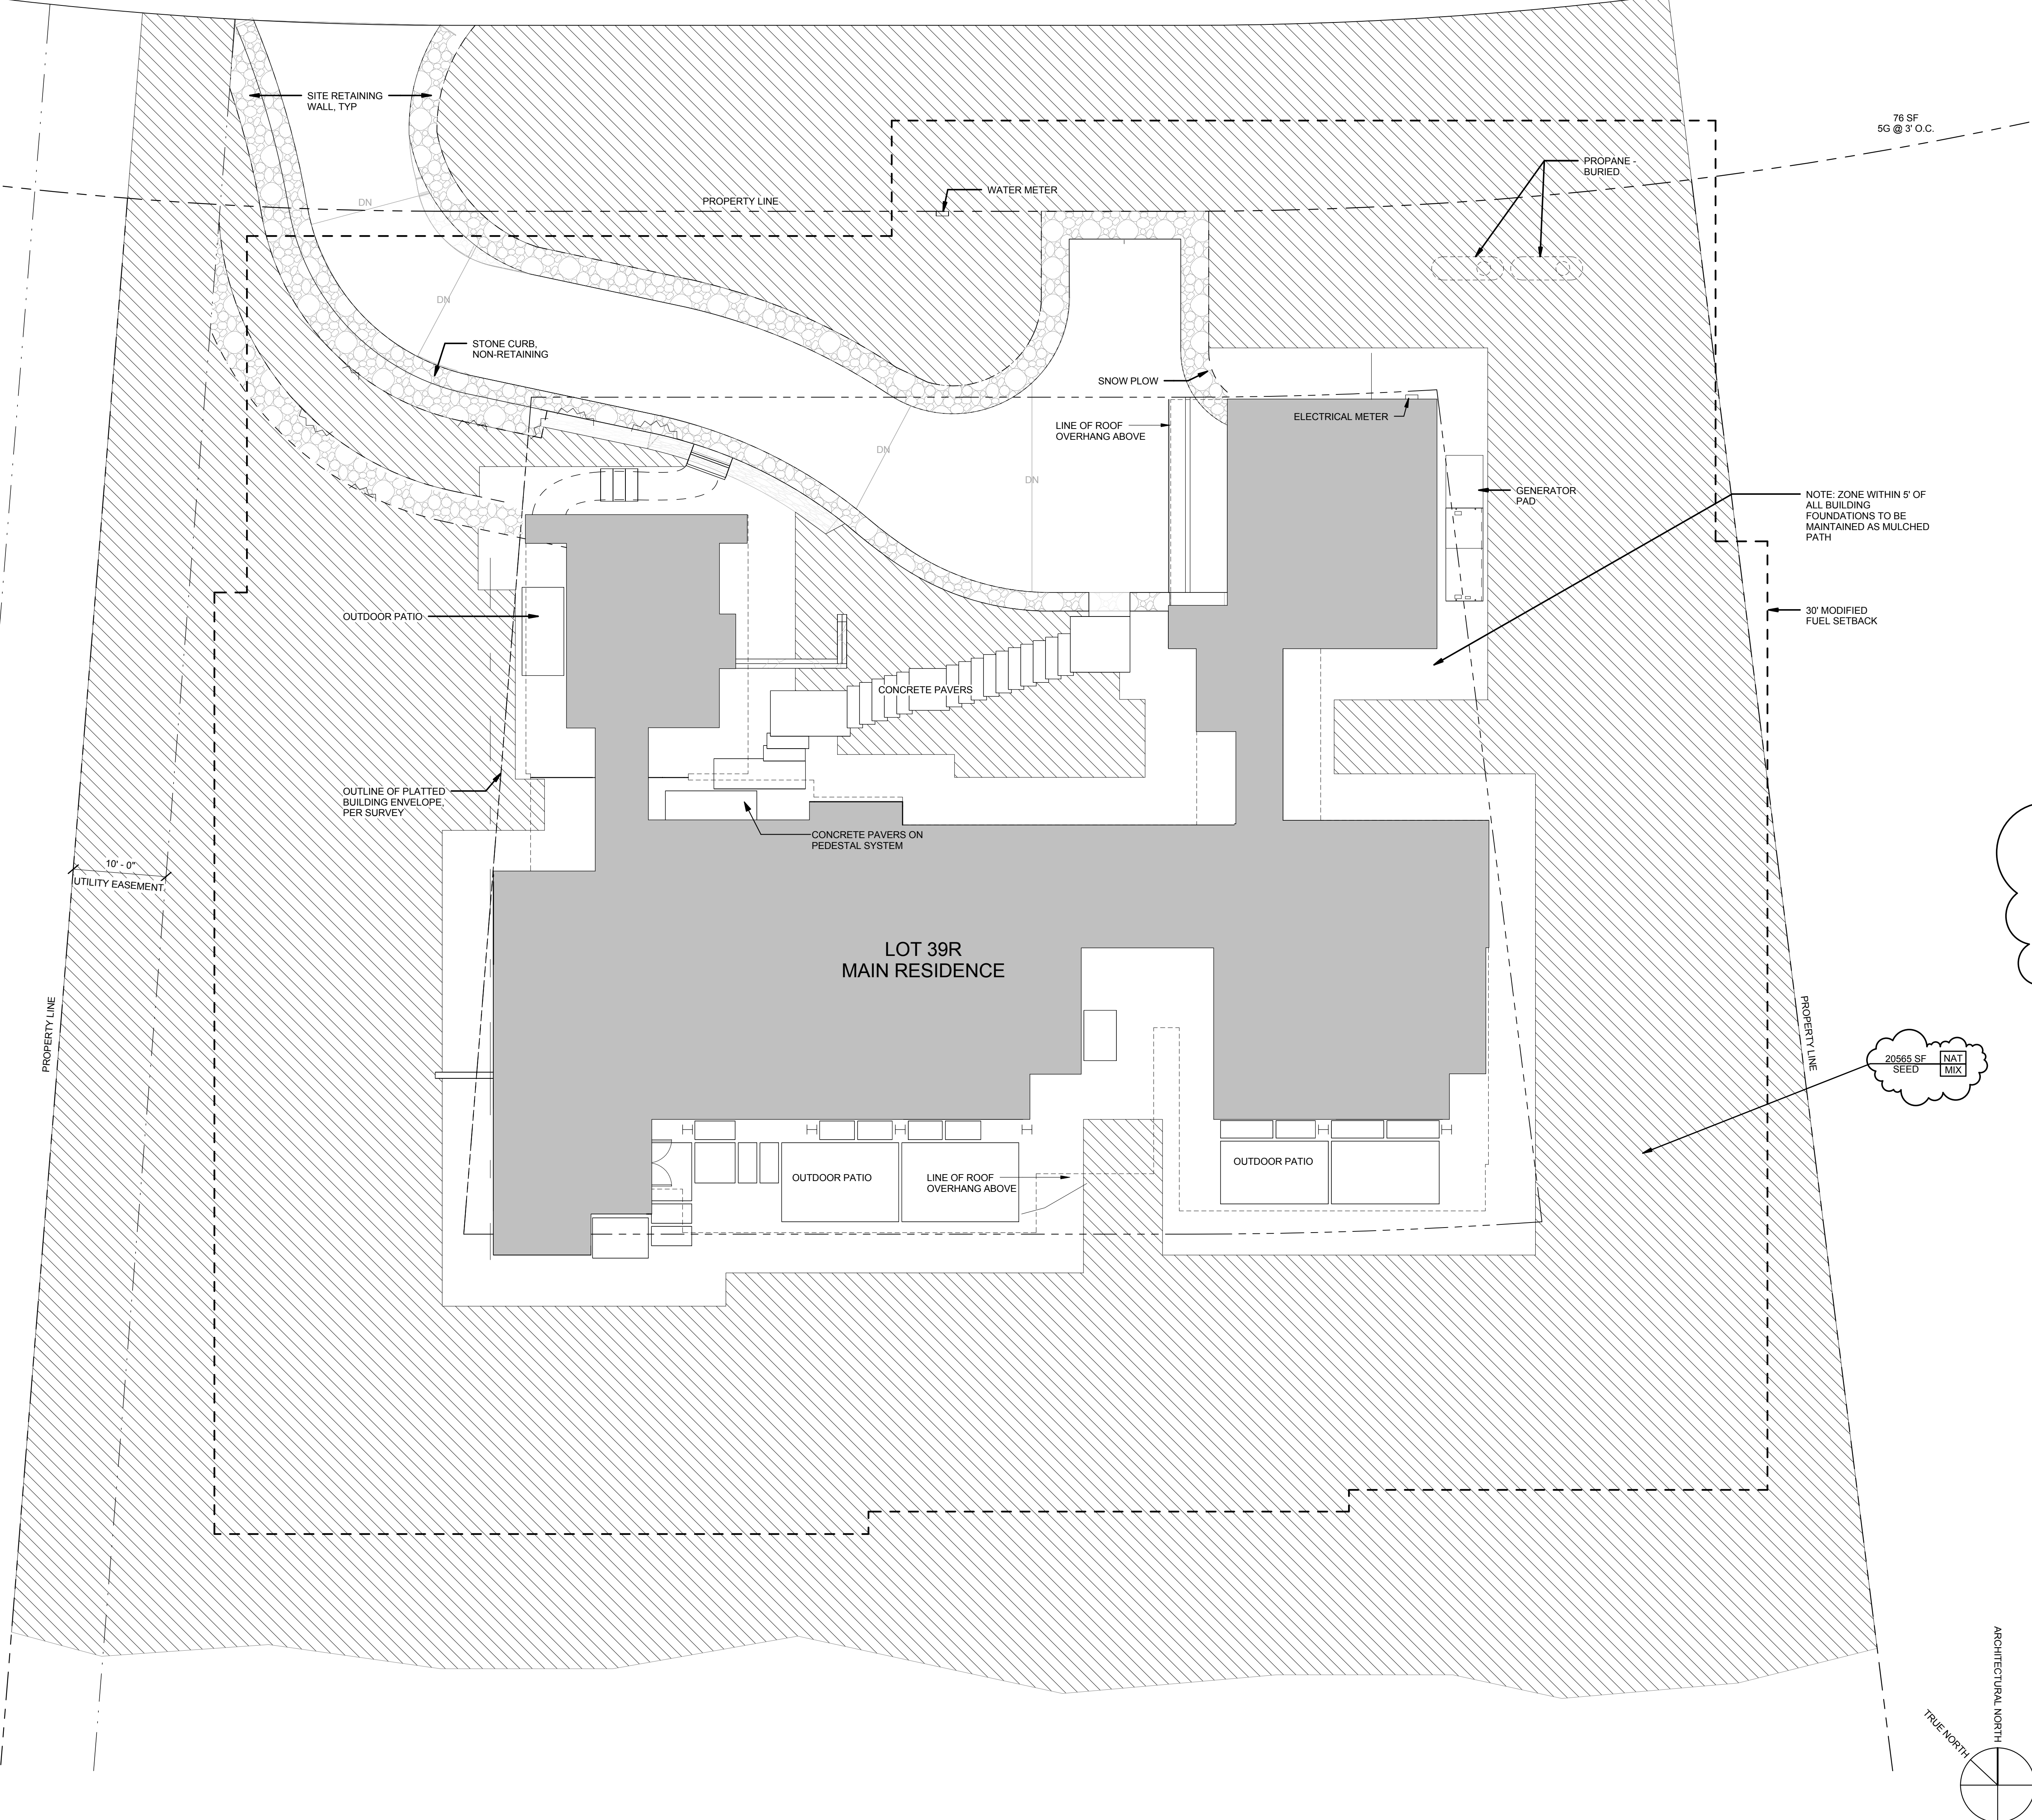 SITE RETAINING
WALL, TYP
76 SF
5G @ 3' O.C.
PROPANE -
BURIED
WATER METER
PROPERTY LINE
DN
DN
STONE CURB,
NON-RETAINING
SNOW PLOW
ELECTRICAL METER
LINE OF ROOF
OVERHANG ABOVE
DN
DN
GENERATOR
PAD
NOTE: ZONE WITHIN 5' OF
ALL BUILDING
FOUNDATIONS TO BE
MAINTAINED AS MULCHED
PATH
OUTDOOR PATIO
30' MODIFIED
FUEL SETBACK
CONCRETE PAVERS
OUTLINE OF PLATTED
BUILDING ENVELOPE,
PER SURVEY
CONCRETE PAVERS ON
PEDESTAL SYSTEM
10' - 0"
UTILITY EASEMENT
LOT 39R
MAIN RESIDENCE
PROPERTY LINE
PROPERTY LINE
20565 SF NAT
SEED MIX
OUTDOOR PATIO
LINE OF ROOF
OVERHANG ABOVE
OUTDOOR PATIO
ARCHITECTURAL NORTH
TRUE NORTH